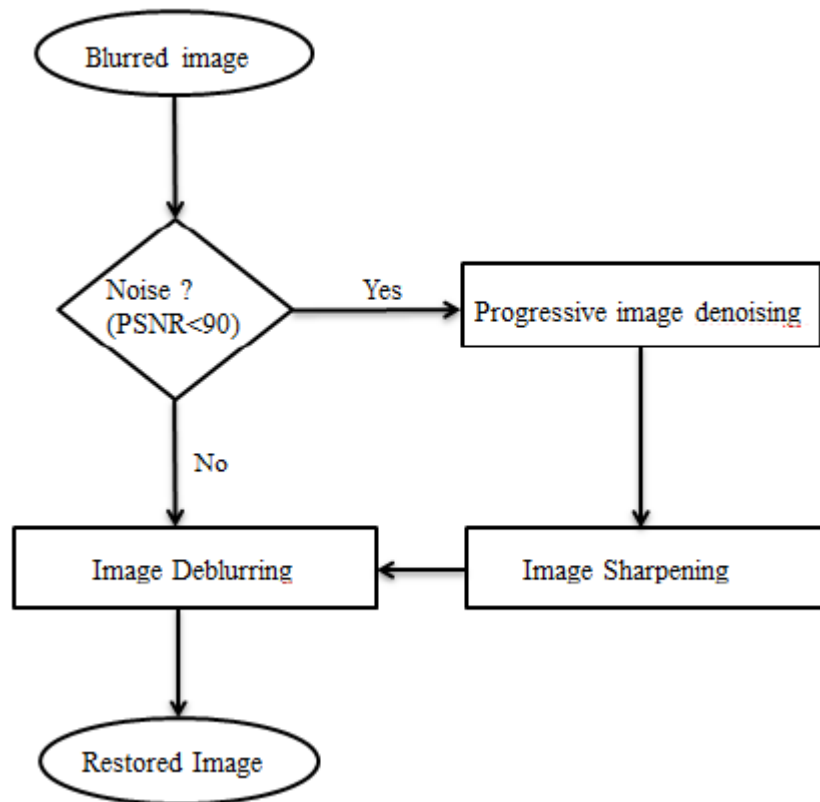 Blurred image
Noise ?
(PSNR<90)
Yes
Progressive image denoising
No
Image Deblurring
Image Sharpening
Restored Image